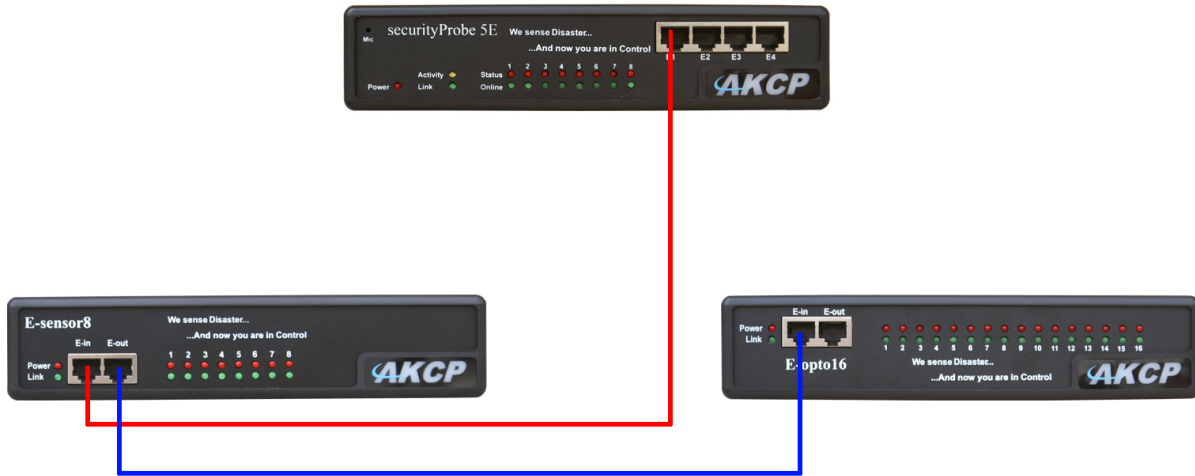 securityProbe 5E
We sense Disaster...
...And now you are in Control
Mic
E1 E2 E3 E4
1 2 3 4 5 6 7 8
Activity Status
Power Link Online
AKCP
E-sensor8
We sense Disaster...
...And now you are in Control
E-in E-out
1 2 3 4 5 6 7 8
Power
Link
AKCP
E-in E-out
Power
Link
1 2 3 4 5 6 7 8 9 10 11 12 13 14 15 16
E-opto16
We sense Disaster...
...And now you are in Control
AKCP